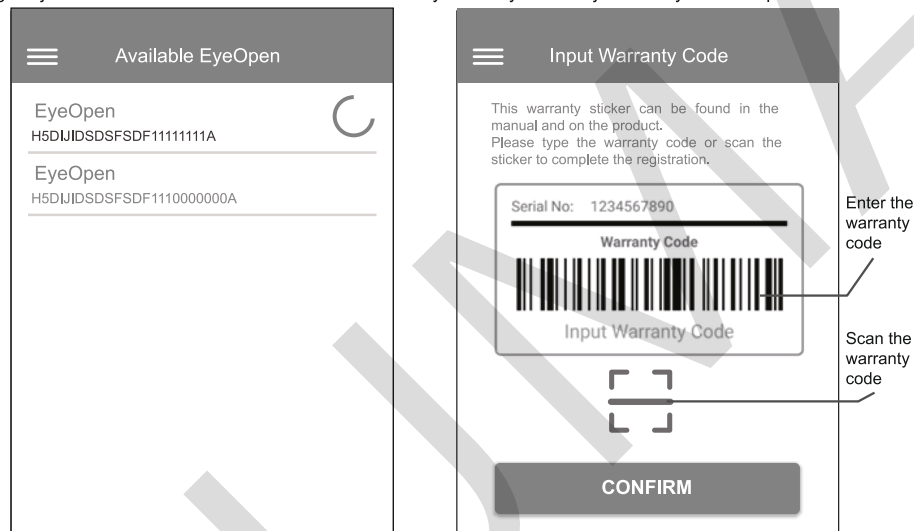 Available EyeOpen
EyeOpen
H5DIJIDSDSFSDF11111111A
EyeOpen
H5DIJIDSDSFSDF1110000000A
Input Warranty Code
This warranty sticker can be found in the
manual and on the product.
Please type the warranty code or scan the
sticker to complete the registration.
Serial No: 1234567890
Warranty Code
Input Warranty Code
CONFIRM
Enter the
warranty
code
Scan the
warranty
code